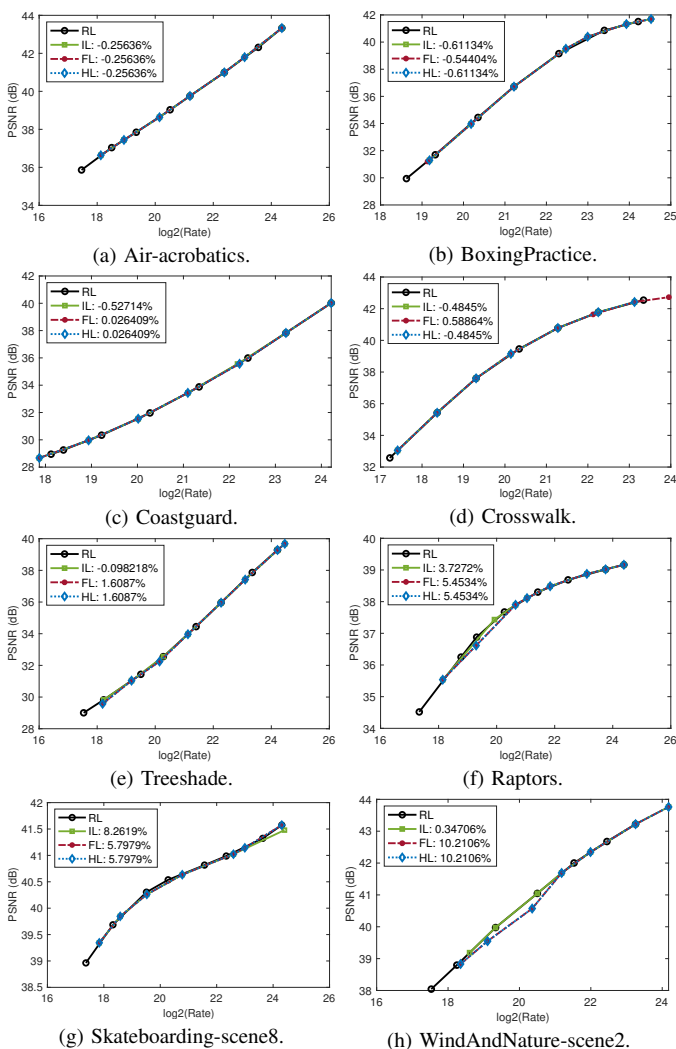 44
42
40
38
36
34
PSNR (dB)
RL
IL: -0.25636%
FL: -0.25636%
HL: -0.25636%
16 18 20 22 24 26
log2(Rate)
(a) Air-acrobatics.
42
40
38
36
34
32
30
28
PSNR (dB)
RL
IL: -0.61134%
FL: -0.54404%
HL: -0.61134%
18 19 20 21 22 23 24 25
log2(Rate)
(b) BoxingPractice.
42
40
38
36
34
32
30
28
PSNR (dB)
RL
IL: -0.52714%
FL: 0.026409%
HL: 0.026409%
18 19 20 21 22 23 24
log2(Rate)
(c) Coastguard.
44
42
40
38
36
34
32
PSNR (dB)
RL
IL: -0.4845%
FL: 0.58864%
HL: -0.4845%
17 18 19 20 21 22 23 24
log2(Rate)
(d) Crosswalk.
40
38
36
34
32
30
28
PSNR (dB)
RL
IL: -0.098218%
FL: 1.6087%
HL: 1.6087%
16 18 20 22 24 26
log2(Rate)
(e) Treeshade.
40
39
38
37
36
35
34
PSNR (dB)
RL
IL: 3.7272%
FL: 5.4534%
HL: 5.4534%
16 18 20 22 24 26
log2(Rate)
(f) Raptors.
42
41.5
41
40.5
40
39.5
39
38.5
PSNR (dB)
RL
IL: 8.2619%
FL: 5.7979%
HL: 5.7979%
16 18 20 22 24 26
log2(Rate)
(g) Skateboarding-scene8.
44
43
42
41
40
39
38
PSNR (dB)
RL
IL: 0.34706%
FL: 10.2106%
HL: 10.2106%
16 18 20 22 24
log2(Rate)
(h) WindAndNature-scene2.